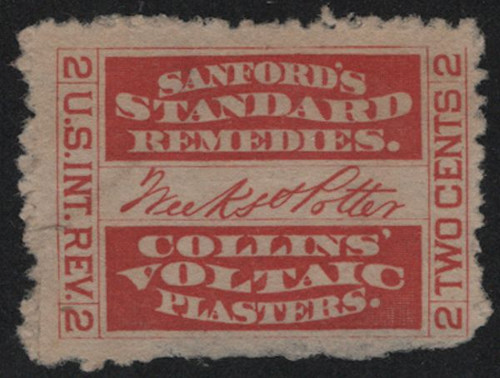 SANFORD'S
STANDARD
REMEDIES.
Weeks & Potter
COLLINS'
VOLTAIC
PLASTERS.
2 U.S. INT. REV. 2
2 TWO CENTS 2